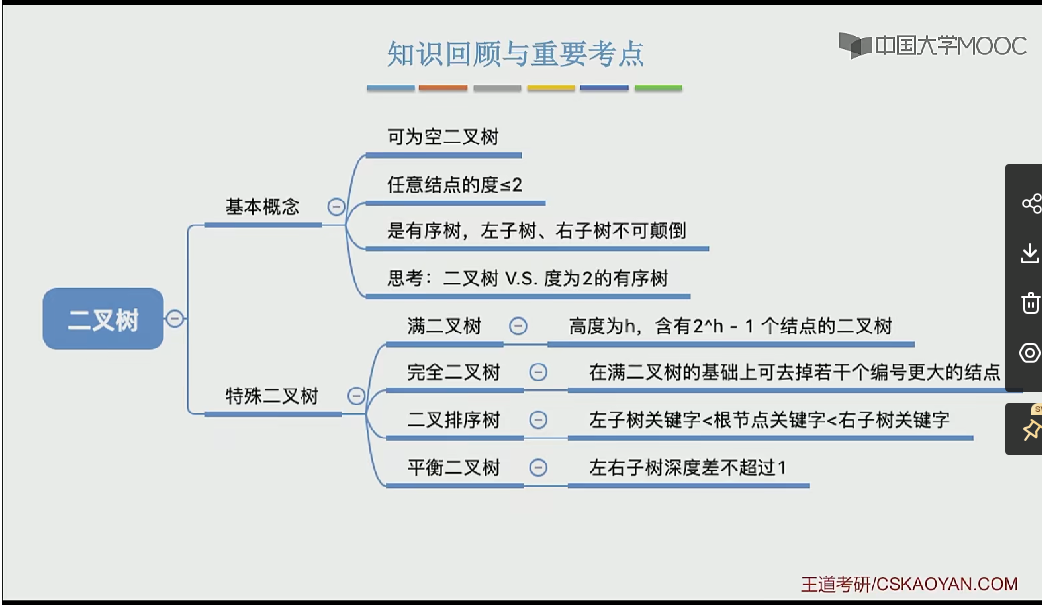 知识回顾与重要考点
中国大学MOOC
可为空二叉树
任意结点的度≤2
基本概念
是有序树，左子树、右子树不可颠倒
思考：二叉树 V.S. 度为2的有序树
二叉树
满二叉树
高度为h，含有2^h - 1 个结点的二叉树
完全二叉树
在满二叉树的基础上可去掉若干个编号更大的结点
特殊二叉树
二叉排序树
左子树关键字<根节点关键字<右子树关键字
平衡二叉树
左右子树深度差不超过1
王道考研/CSKAOYAN.COM